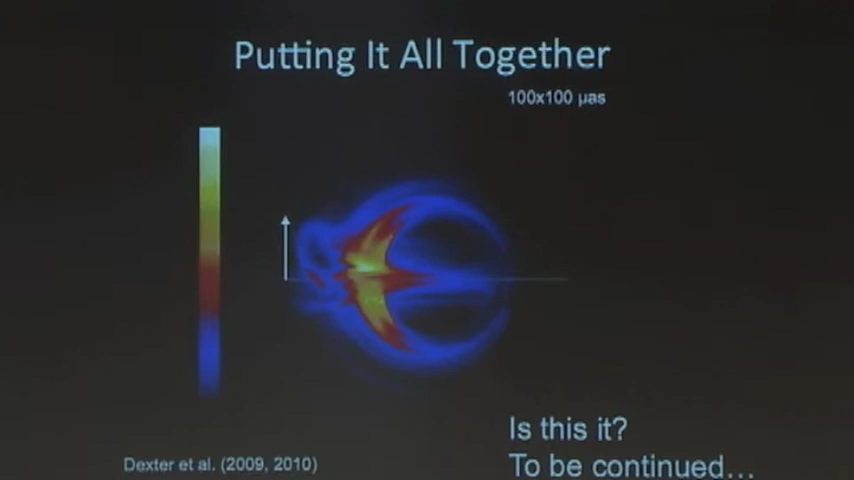 Putting It All Together
100x100 μas
Is this it?
Dexter et al. (2009, 2010)
To be continued...